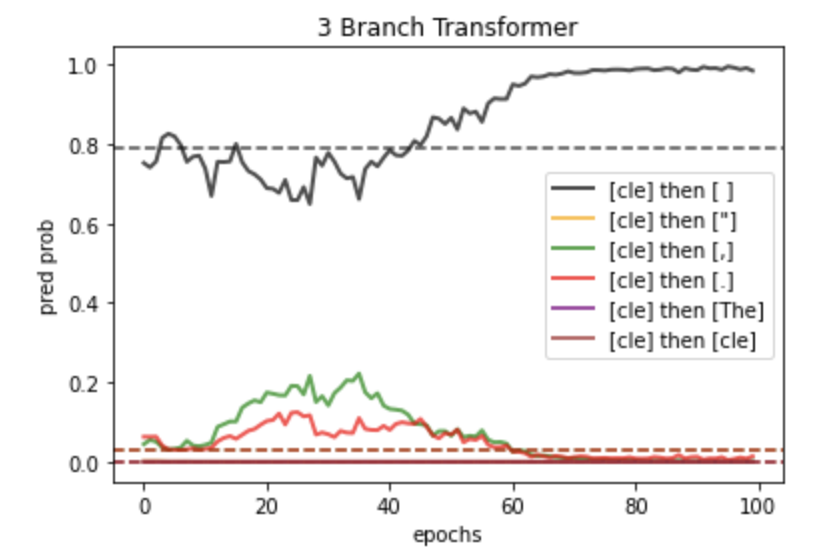 3 Branch Transformer
1.0
0.8
0.6
0.4
0.2
0.0
pred prob
[cle] then [ ]
[cle] then ["]
[cle] then [,]
[cle] then [.]
[cle] then [The]
[cle] then [cle]
0 20 40 60 80 100
epochs